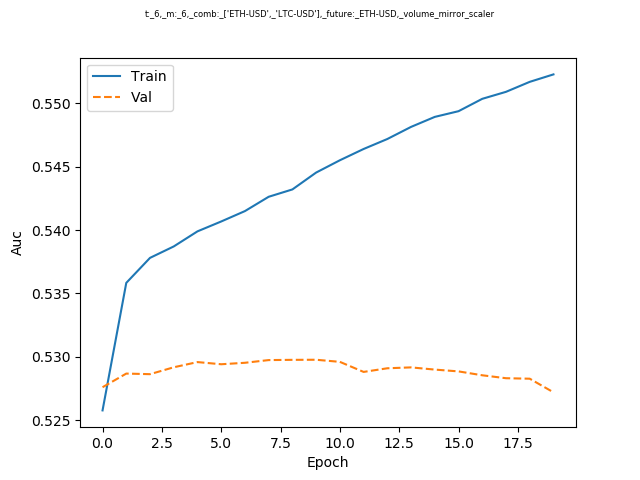 t:_6,_m:_6,_comb:_['ETH-USD',_'LTC-USD'],_future:_ETH-USD,_volume_mirror_scaler
Train
Val
0.550
0.545
0.540
0.535
0.530
0.525
Auc
0.0 2.5 5.0 7.5 10.0 12.5 15.0 17.5
Epoch